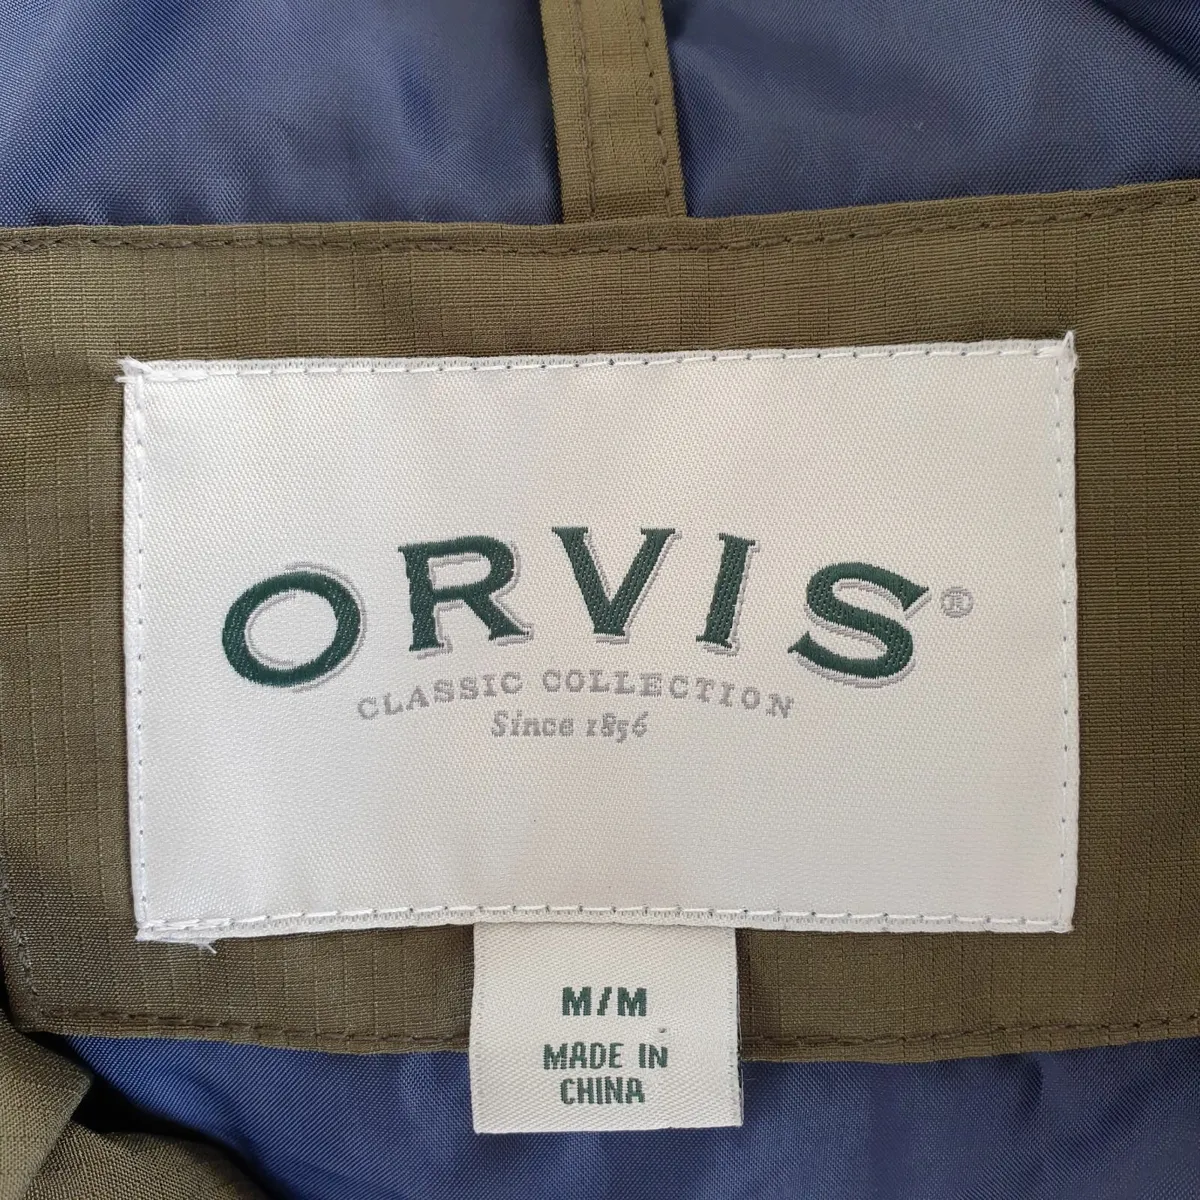 ORVIS®
CLASSIC COLLECTION
Since 1856
M/M
MADE IN
CHINA